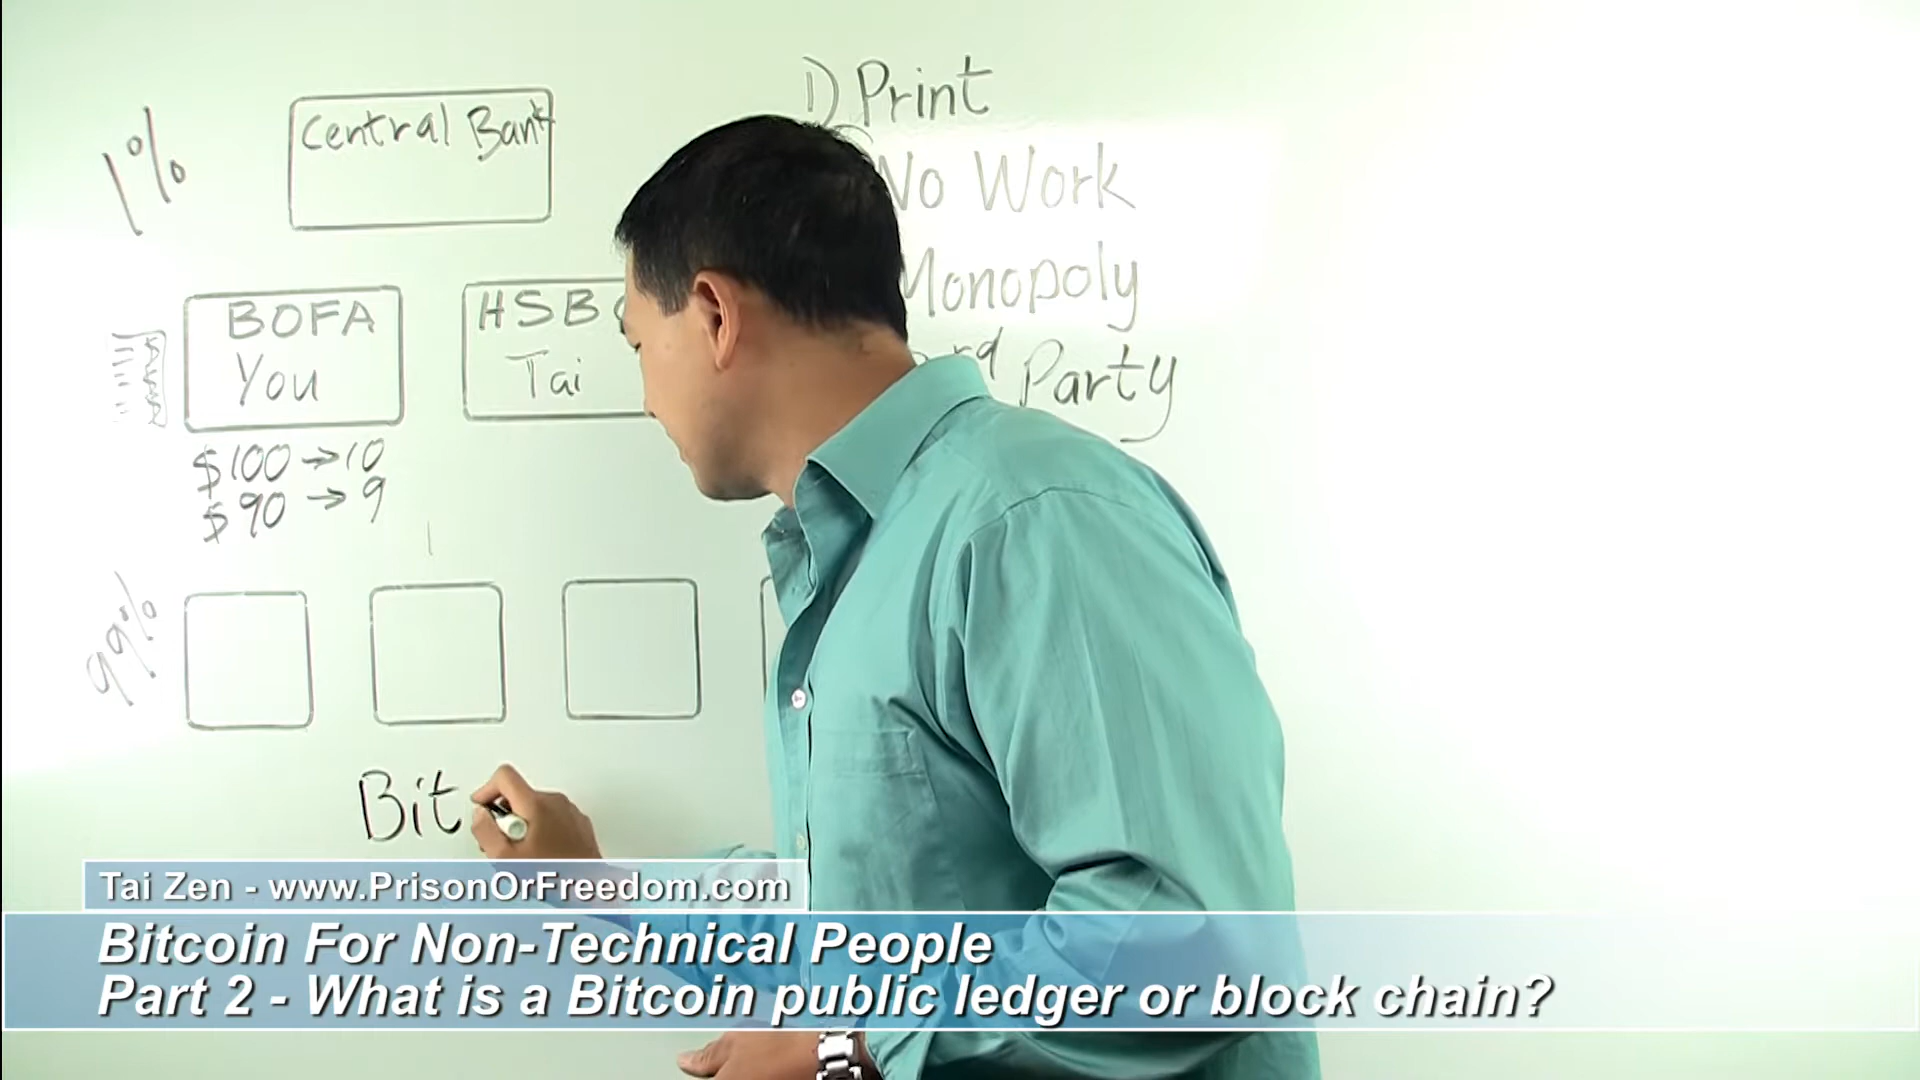 1%
Central Bank
1) Print
No Work
Monopoly
rd Party
BOFA
You
HSBC
Tai
$100 → 10
$90 → 9
99%
Bit
Tai Zen - www.PrisonOrFreedom.com
Bitcoin For Non-Technical People
Part 2 - What is a Bitcoin public ledger or block chain?